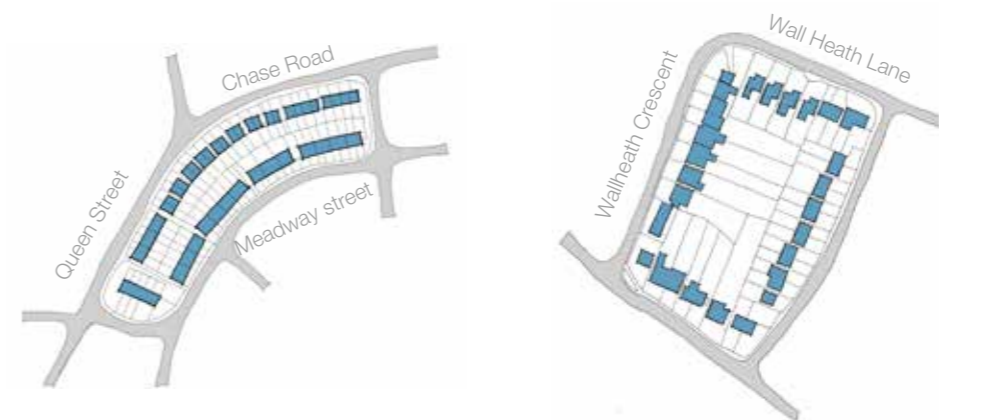 Chase Road
Queen Street
Meadway street
Wall Heath Lane
Wallheath Crescent